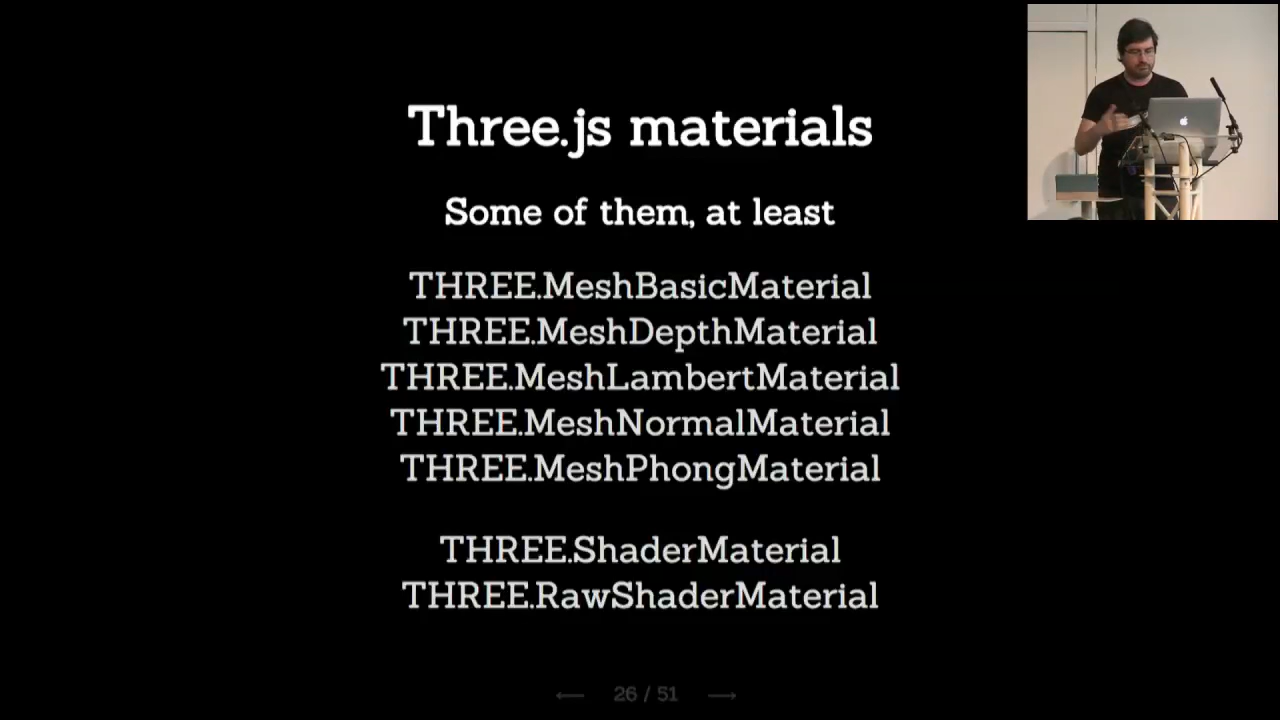 Three.js materials
Some of them, at least
THREE.MeshBasicMaterial
THREE.MeshDepthMaterial
THREE.MeshLambertMaterial
THREE.MeshNormalMaterial
THREE.MeshPhongMaterial
THREE.ShaderMaterial
THREE.RawShaderMaterial
← 26 / 51 →